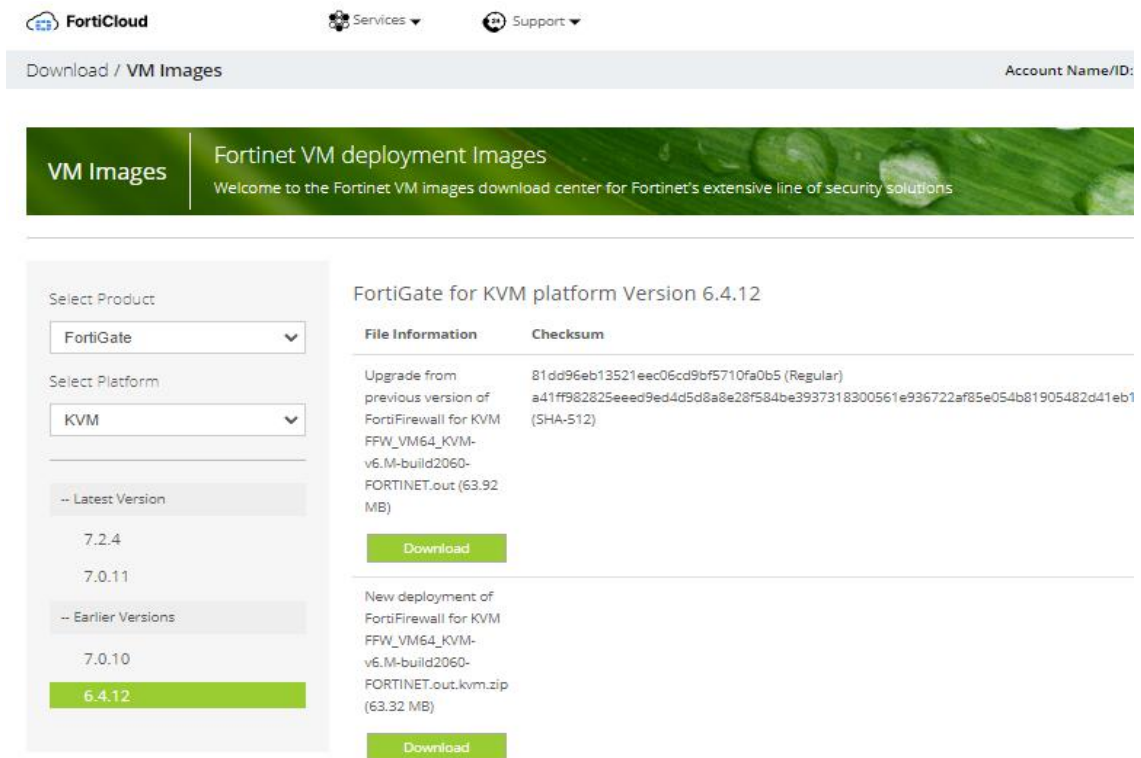 FortiCloud
Services
Support
Download / VM Images
Account Name/ID:
VM Images
Fortinet VM deployment Images
Welcome to the Fortinet VM images download center for Fortinet's extensive line of security solutions
Select Product
FortiGate
Select Platform
KVM
-- Latest Version
7.2.4
7.0.11
-- Earlier Versions
7.0.10
6.4.12
FortiGate for KVM platform Version 6.4.12
File Information
Checksum
Upgrade from
previous version of
FortiFirewall for KVM
FFW_VM64_KVM-
v6.M-build2060-
FORTINET.out (63.92
MB)
81dd96eb13521eec06cd9bf5710fa0b5 (Regular)
a41ff982825eeed9ed4d5d8a8e28f584be3937318300561e936722af85e054b81905482d41eb1
(SHA-512)
Download
New deployment of
FortiFirewall for KVM
FFW_VM64_KVM-
v6.M-build2060-
FORTINET.out.kvm.zip
(63.32 MB)
Download